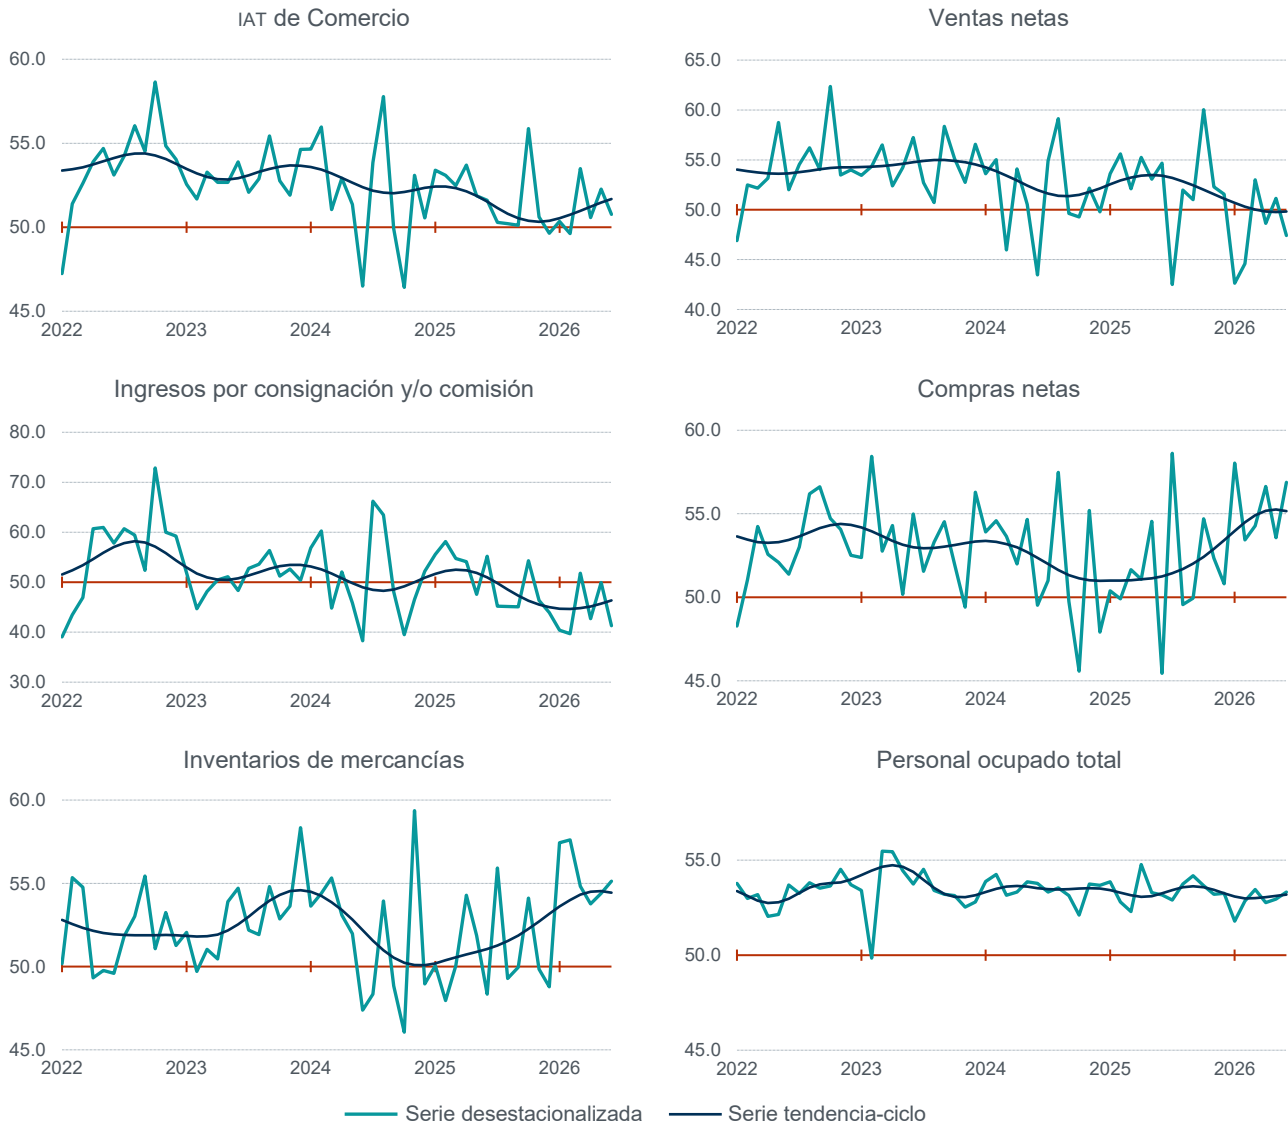 IAT de Comercio
60.0
55.0
50.0
45.0
2022 2023 2024 2025 2026
Ventas netas
65.0
60.0
55.0
50.0
45.0
40.0
2022 2023 2024 2025 2026
Ingresos por consignación y/o comisión
80.0
70.0
60.0
50.0
40.0
30.0
2022 2023 2024 2025 2026
Compras netas
60.0
55.0
50.0
45.0
2022 2023 2024 2025 2026
Inventarios de mercancías
60.0
55.0
50.0
45.0
2022 2023 2024 2025 2026
Personal ocupado total
55.0
50.0
45.0
2022 2023 2024 2025 2026
Serie desestacionalizada Serie tendencia-ciclo